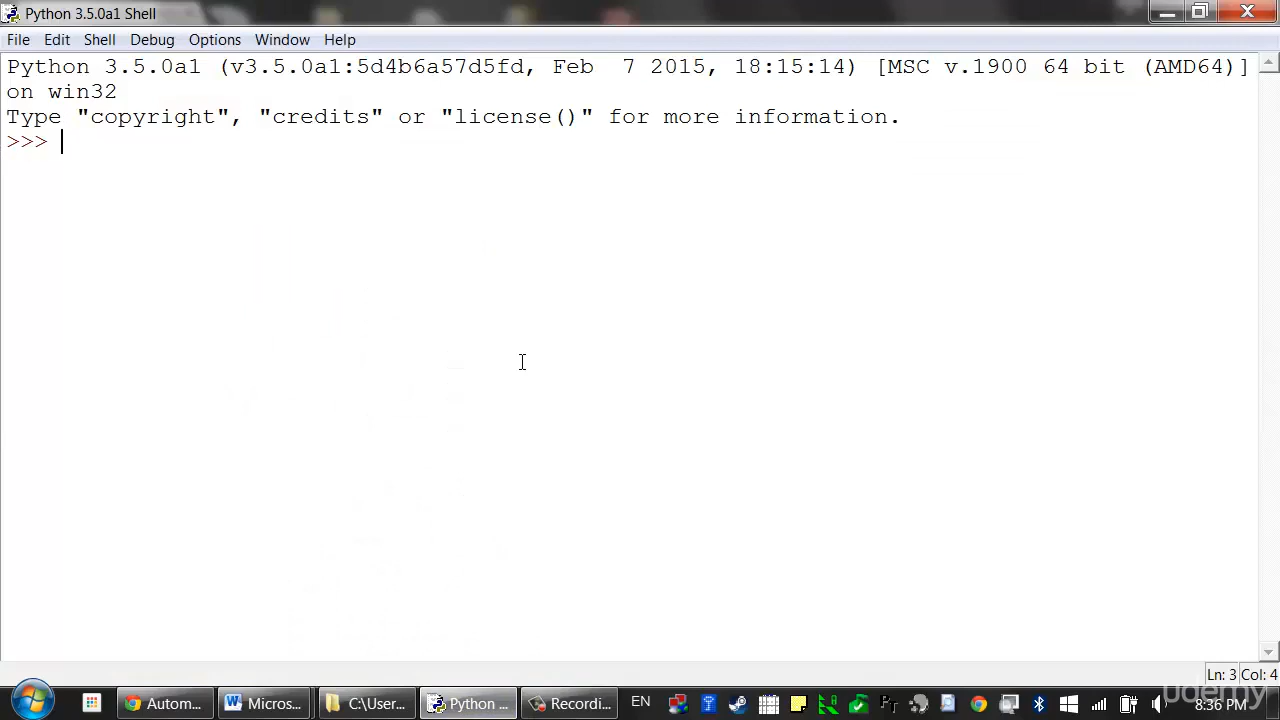 Python 3.5.0a1 Shell
File Edit Shell Debug Options Window Help
Python 3.5.0a1 (v3.5.0a1:5d4b6a57d5fd, Feb  7 2015, 18:15:14) [MSC v.1900 64 bit (AMD64)]
on win32
Type "copyright", "credits" or "license()" for more information.
>>>
Ln: 3 Col: 4
Autom... Micros... C:\User... Python ... Recordi... EN 8:36 PM
udemy